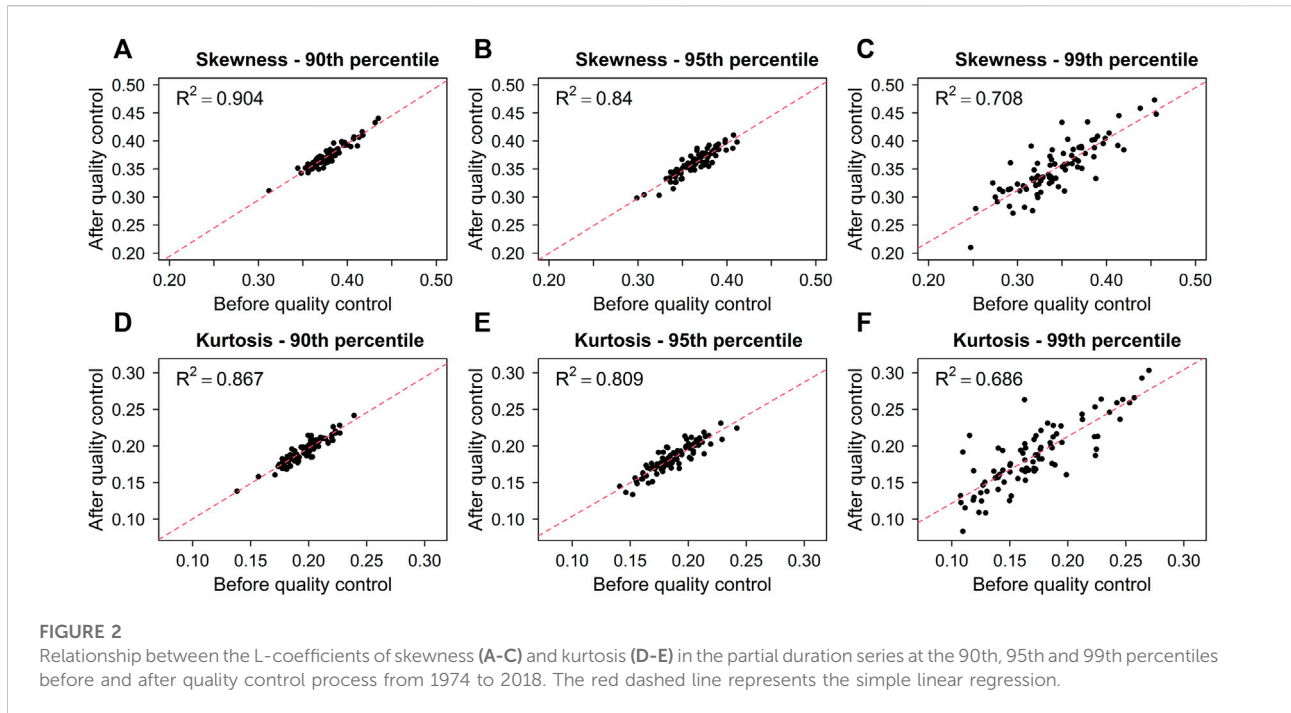 A
Skewness - 90th percentile
R² = 0.904
After quality control
0.50
0.45
0.40
0.35
0.30
0.25
0.20
0.20 0.30 0.40 0.50
Before quality control
B
Skewness - 95th percentile
R² = 0.84
After quality control
0.50
0.45
0.40
0.35
0.30
0.25
0.20
0.20 0.30 0.40 0.50
Before quality control
C
Skewness - 99th percentile
R² = 0.708
After quality control
0.50
0.45
0.40
0.35
0.30
0.25
0.20
0.20 0.30 0.40 0.50
Before quality control
D
Kurtosis - 90th percentile
R² = 0.867
After quality control
0.30
0.25
0.20
0.15
0.10
0.10 0.15 0.20 0.25 0.30
Before quality control
E
Kurtosis - 95th percentile
R² = 0.809
After quality control
0.30
0.25
0.20
0.15
0.10
0.10 0.15 0.20 0.25 0.30
Before quality control
F
Kurtosis - 99th percentile
R² = 0.686
After quality control
0.30
0.25
0.20
0.15
0.10
0.10 0.15 0.20 0.25 0.30
Before quality control
FIGURE 2
Relationship between the L-coefficients of skewness (A-C) and kurtosis (D-E) in the partial duration series at the 90th, 95th and 99th percentiles
before and after quality control process from 1974 to 2018. The red dashed line represents the simple linear regression.